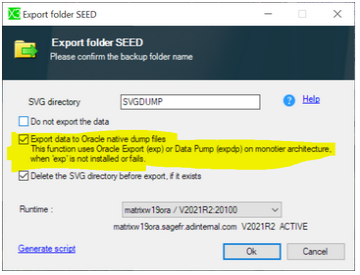 Export folder SEED
Export folder SEED
Please confirm the backup folder name
SVG directory
SVGDUMP
Help
Do not export the data
Export data to Oracle native dump files
This function uses Oracle Export (exp) or Data Pump (expdp) on monotier architecture,
when 'exp' is not installed or fails.
Delete the SVG directory before export, if it exists
Runtime :
matrixw19ora / V2021R2:20100
matrixw19ora.sagefr.adinternal.com V2021R2 ACTIVE
Generate script
Ok
Cancel